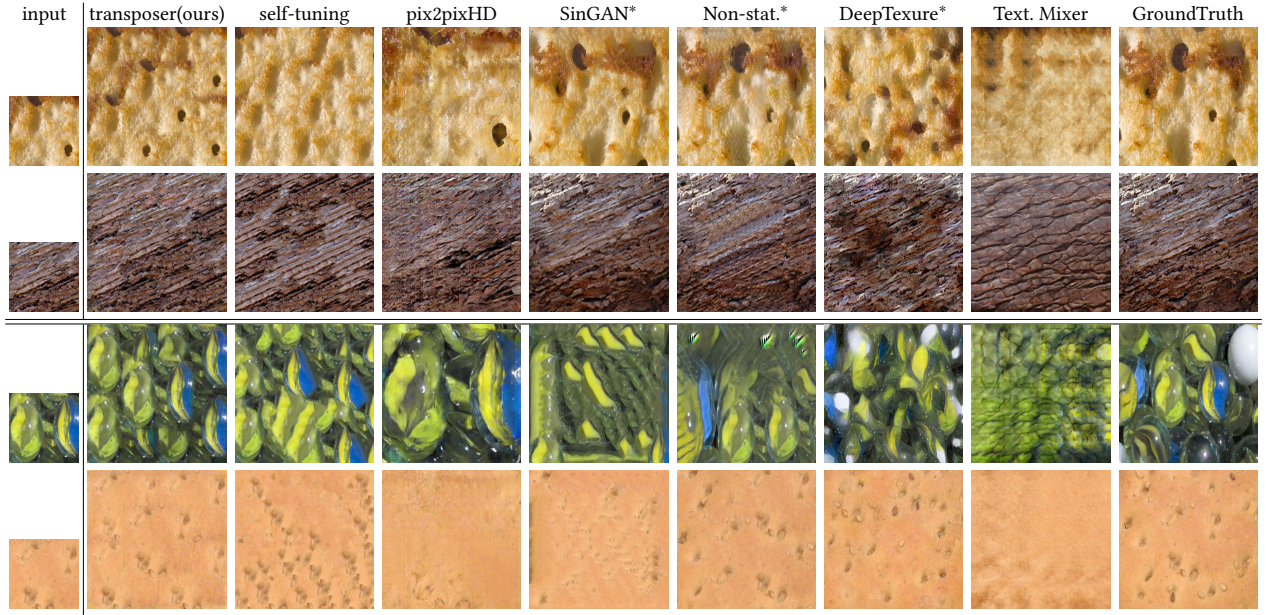 input transposer(ours) self-tuning pix2pixHD SinGAN* Non-stat.* DeepTexure* Text. Mixer GroundTruth